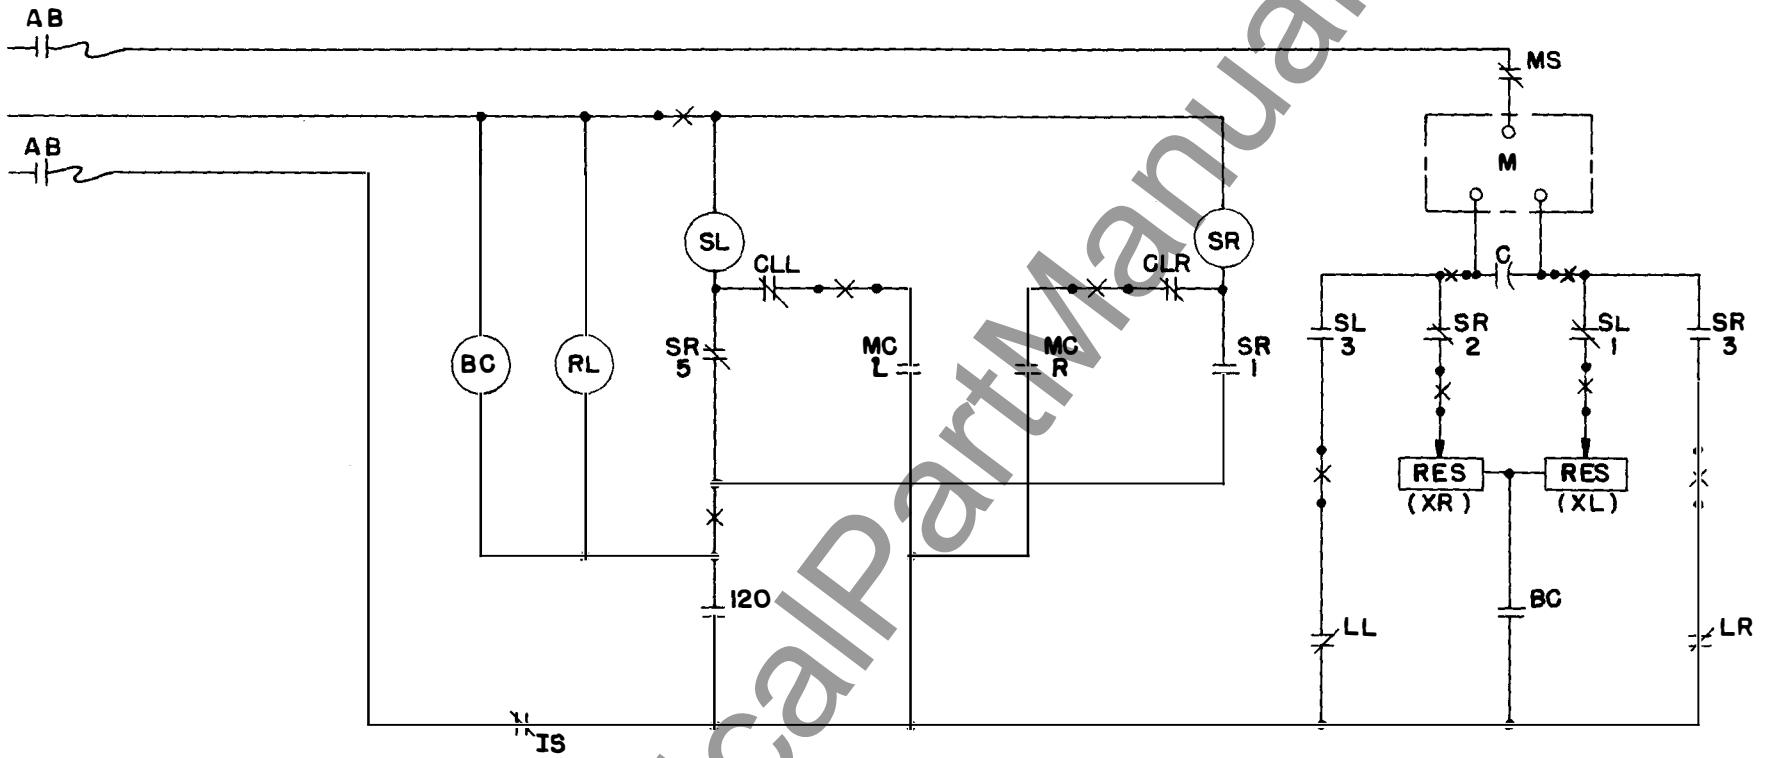 AB
MS
AB
M
SL
SR
CLL
CLR
C
SL
3
SR
2
SL
1
SR
3
BC
RL
SR
5
MC
L
MC
R
SR
1
RES
(XR)
RES
(XL)
120
BC
LL
LR
IS
calPartManual